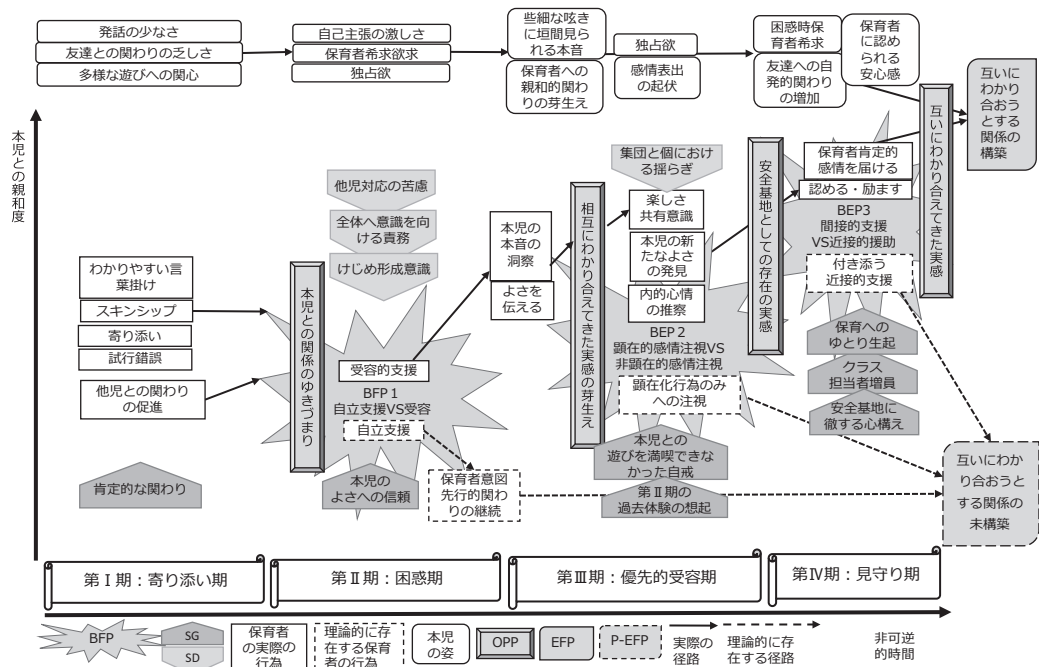 発話の少なさ
友達との関わりの乏しさ
多様な遊びへの関心
自己主張の激しさ
保育者希求欲求
独占欲
些細な呟き
に垣間見
られる本音
保育者への
親和的関わ
りの芽生え
独占欲
感情表出
の起伏
困惑時保
育者希求
友達への自
発的関わり
の増加
保育者
に認め
られる
安心感
互いに
わかり
合おう
とする
関係の
構築
本児との親和度
わかりやすい言
葉掛け
スキンシップ
寄り添い
試行錯誤
他児との関わり
の促進
肯定的な関わり
本児との関係のゆきづまり
他児対応の苦慮
全体へ意識を向
ける責務
けじめ形成意識
受容的支援
BFP 1
自立支援VS受容
自立支援
本児の
よさへの信頼
保育者意図
先行的関わ
りの継続
本児の
本音の
洞察
よさを
伝える
相互にわかり合えてきた実感の芽生え
集団と個におけ
る揺らぎ
楽しさ
共有意識
本児の新
たなよさ
の発見
内的心情
の推察
BEP 2
顕在的感情注視VS
非顕在的感情注視
顕在化行為のみ
への注視
本児との
遊びを満喫できな
かった自戒
第Ⅱ期の
過去体験の想起
安全基地としての存在の実感
保育者肯定的
感情を届ける
認める・励ます
BEP3
間接的支援
VS近接的援助
付き添う
近接的支援
保育への
ゆとり生起
クラス
担当者増員
安全基地に
徹する心構え
互いにわかり合えてきた実感
互いにわか
り合おうと
する関係の
未構築
第Ⅰ期：寄り添い期
第Ⅱ期：困惑期
第Ⅲ期：優先的受容期
第Ⅳ期：見守り期
BFP
SG
SD
保育者
の実際の
行為
理論的に存
在する保育
者の行為
本児
の姿
OPP
EFP
P-EFP
実際の
径路
理論的に存
在する径路
非可逆
的時間